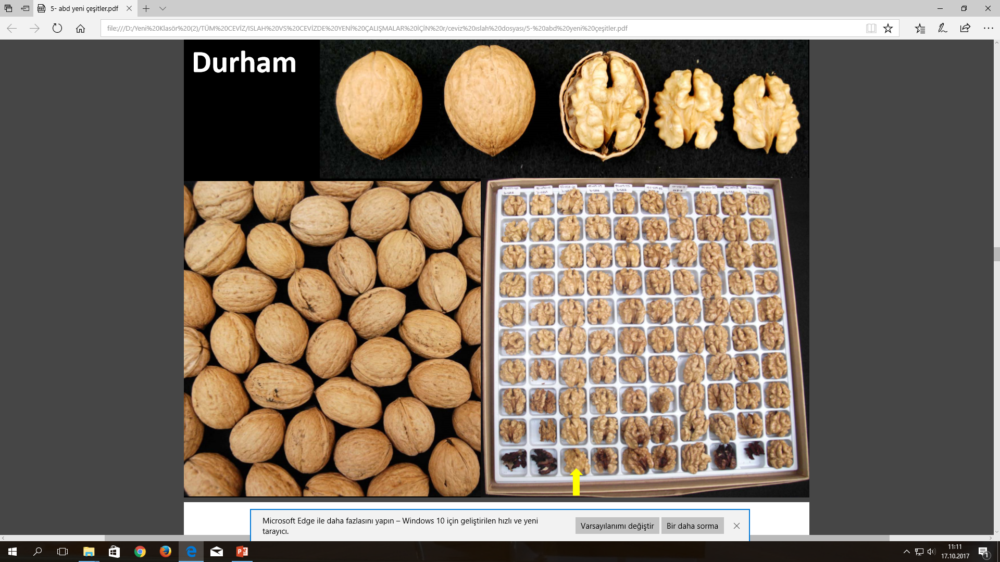 5- abd yeni çeşitler.pdf
file:///D:/Yeni%20Klasör%20(2)/TÜM%20CEVİZ/ISLAH%20VS%20CEVİZDE%20YENİ%20ÇALIŞMALAR%20İÇİN%20r/ceviz%20ıslah%20dosyası/5-%20abd%20yeni%20çeşitler.pdf
Durham
Microsoft Edge ile daha fazlasını yapın – Windows 10 için geliştirilen hızlı ve yeni
tarayıcı.
Varsayılanımı değiştir
Bir daha sorma
11:11
17.10.2017
1